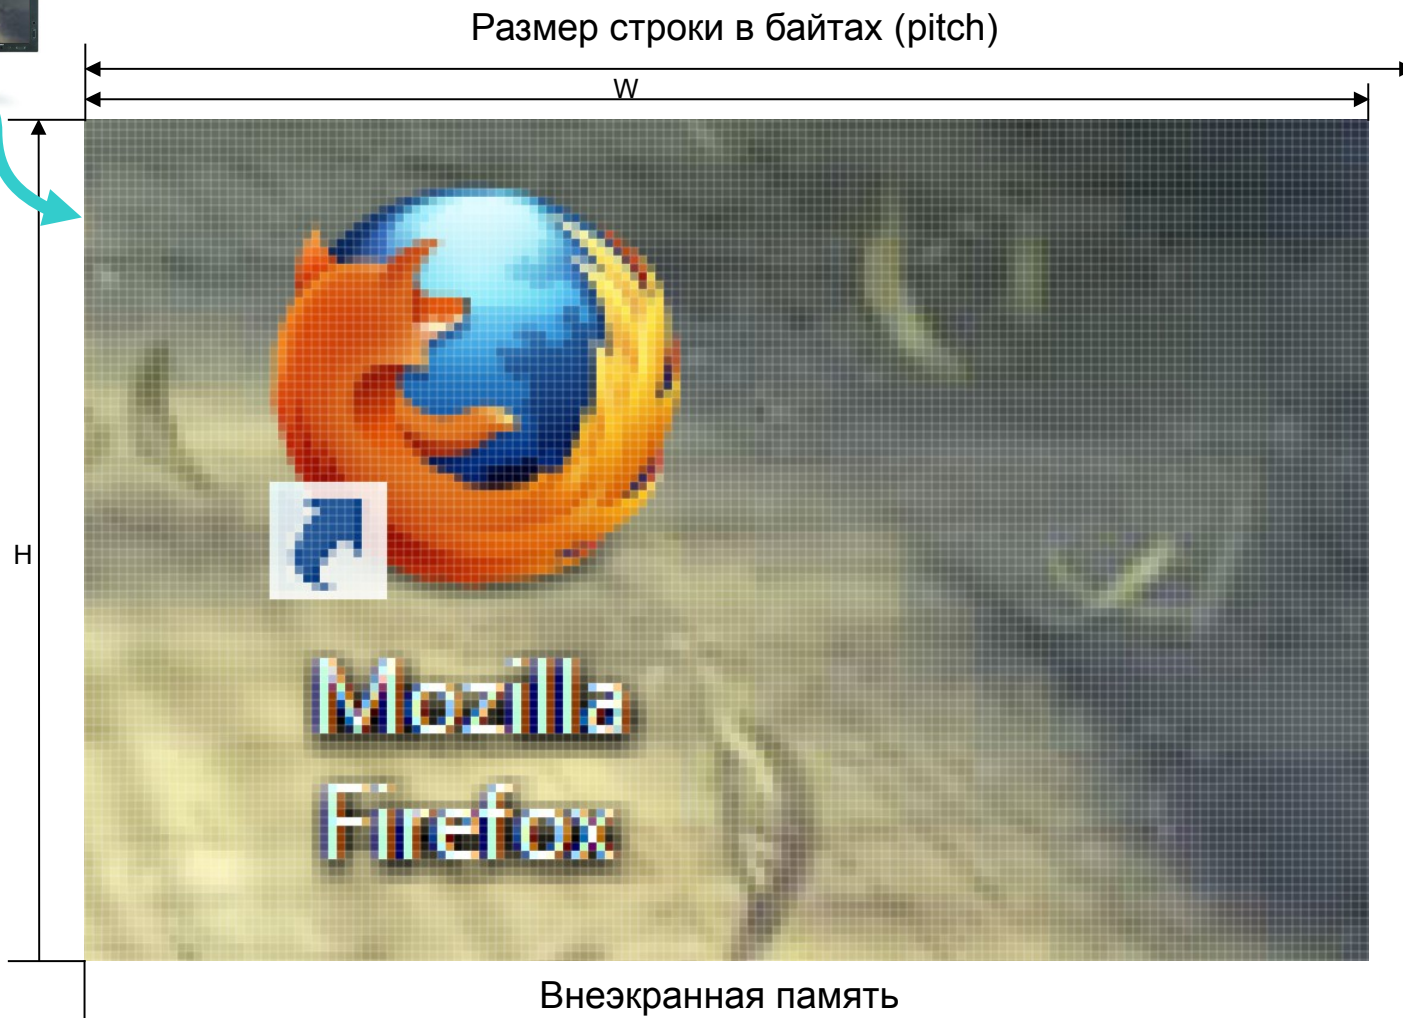 Размер строки в байтах (pitch)
W
H
Mozilla
Firefox
Внеэкранная память